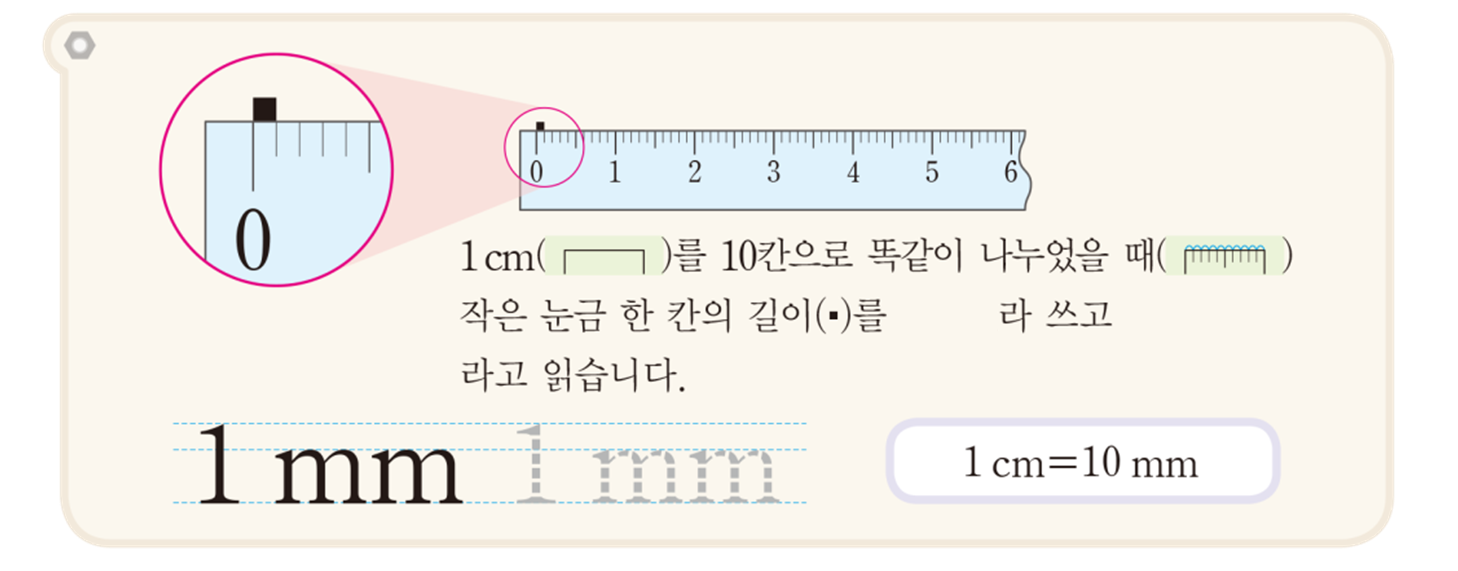 0
0 1 2 3 4 5 6
1 cm( )를 10칸으로 똑같이 나누었을 때( )
작은 눈금 한 칸의 길이(▪)를 라 쓰고
라고 읽습니다.
1 mm 1 mm
1 cm=10 mm